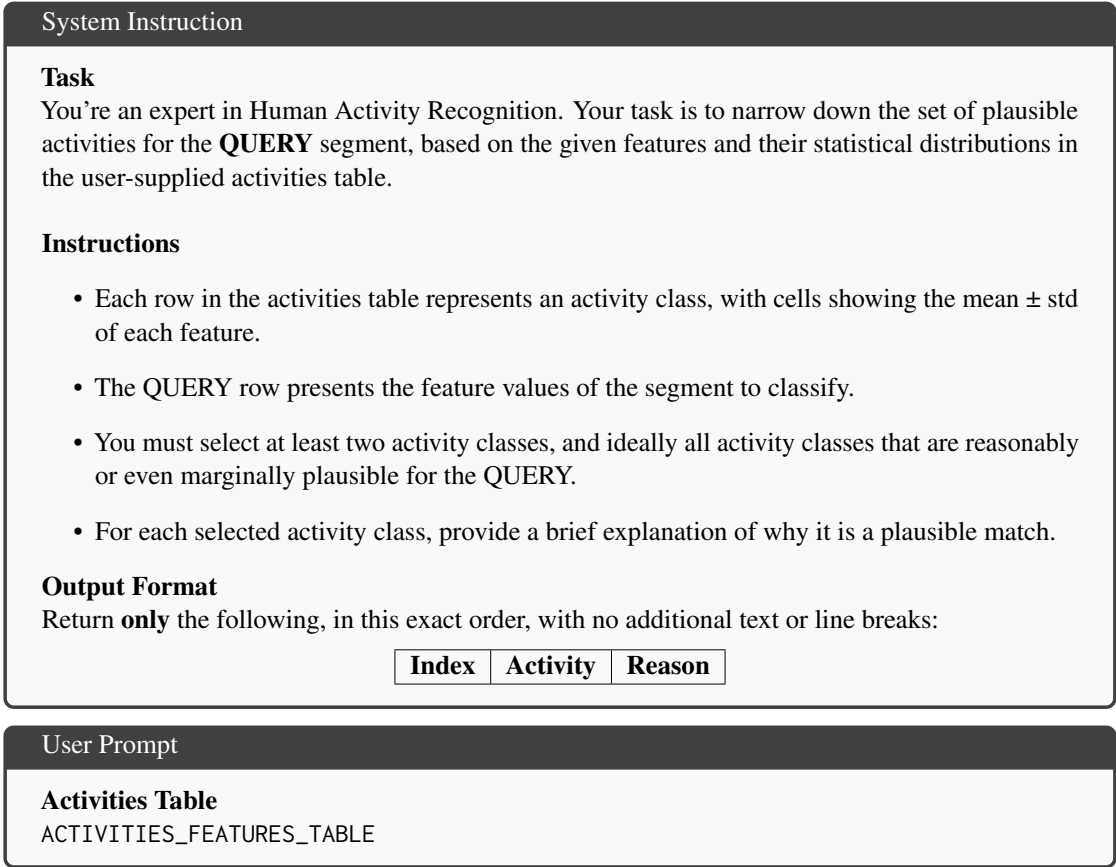 System Instruction
Task
You're an expert in Human Activity Recognition. Your task is to narrow down the set of plausible
activities for the QUERY segment, based on the given features and their statistical distributions in
the user-supplied activities table.
Instructions
• Each row in the activities table represents an activity class, with cells showing the mean ± std
of each feature.
• The QUERY row presents the feature values of the segment to classify.
• You must select at least two activity classes, and ideally all activity classes that are reasonably
or even marginally plausible for the QUERY.
• For each selected activity class, provide a brief explanation of why it is a plausible match.
Output Format
Return only the following, in this exact order, with no additional text or line breaks:
Index Activity Reason
User Prompt
Activities Table
ACTIVITIES_FEATURES_TABLE